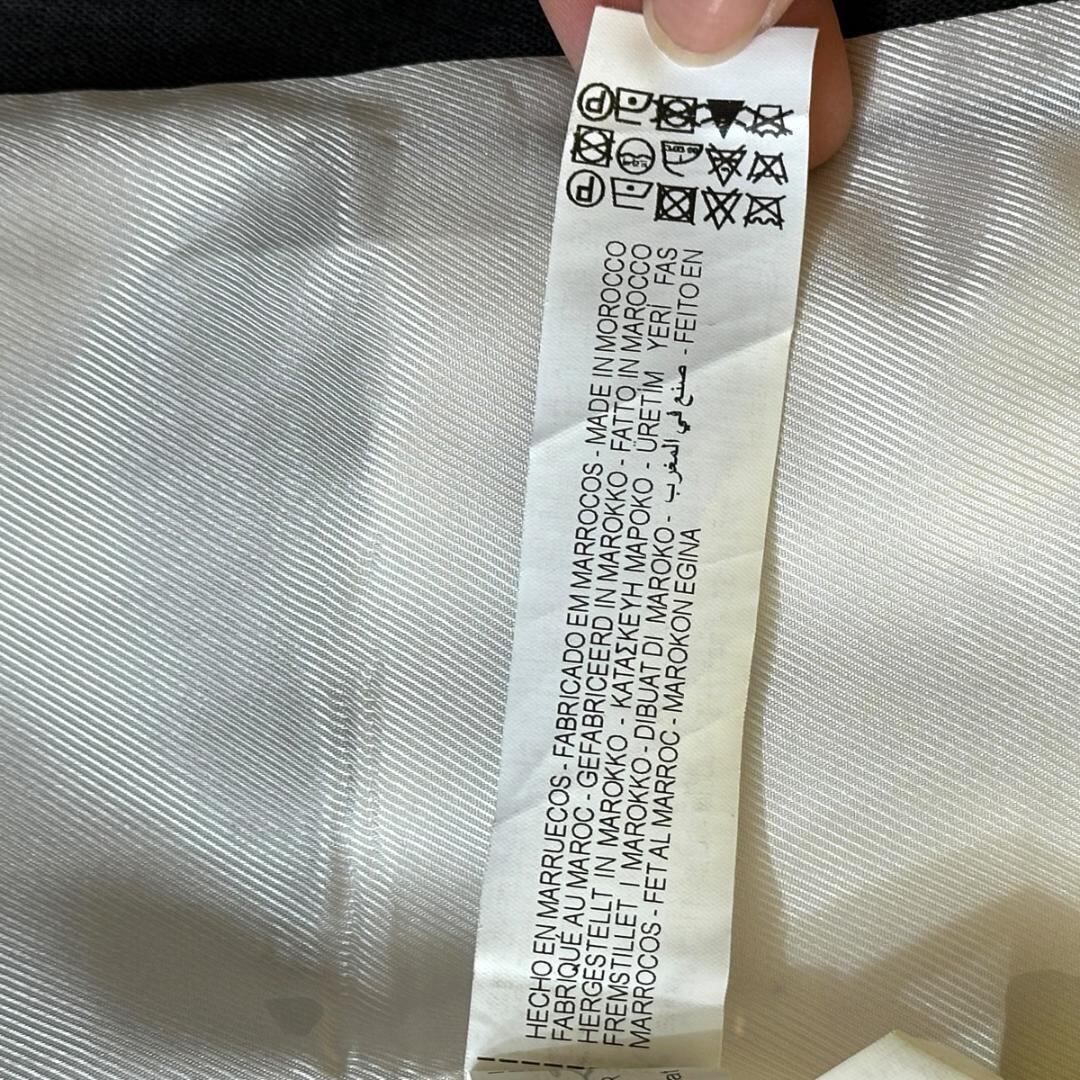 HECHO EN MARRUECOS - FABRICADO EM MARROCOS - MADE IN MOROCCO
FABRIQUÉ AU MAROC - GEFABRICEERD IN MAROKKO - FATTO IN MAROCCO
HERGESTELLT IN MAROKKO - ΚΑΤΑΣΚΕΥΗ ΜΑΡΟΚΟ - ÜRETİM YERİ FAS
FREMSTILLET I MAROKKO - DIBUAT DI MAROKO - صنع في المغرب - FEITO EN
MARROCOS - FET AL MARROC - MAROKON EGINA